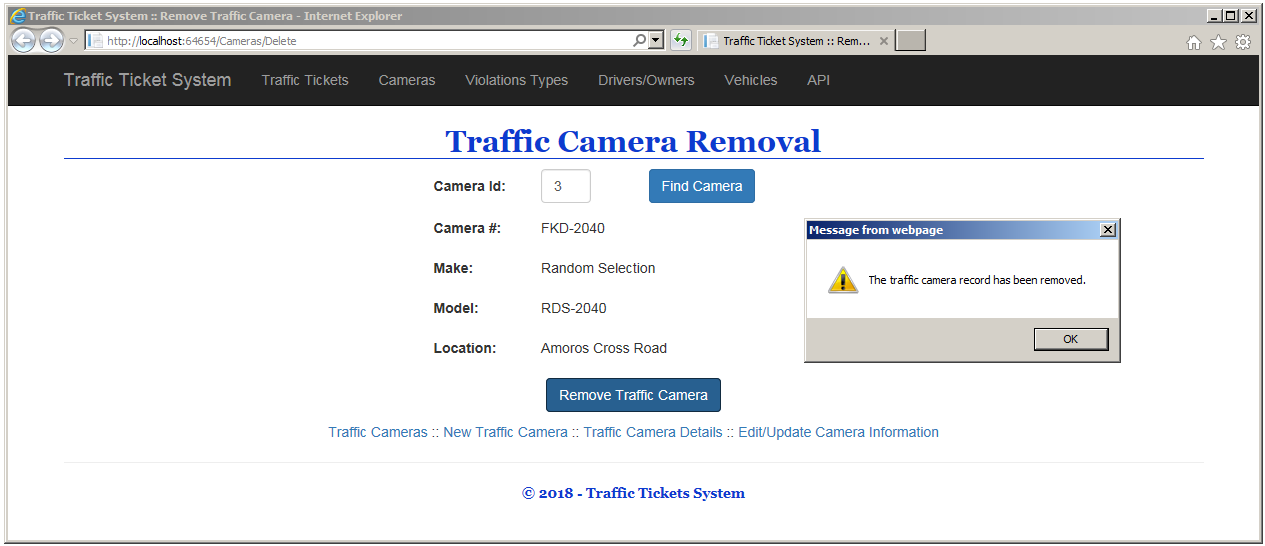 Traffic Ticket System :: Remove Traffic Camera - Internet Explorer
http://localhost:64654/Cameras/Delete
Traffic Ticket System :: Rem...
Traffic Ticket System Traffic Tickets Cameras Violations Types Drivers/Owners Vehicles API
Traffic Camera Removal
Camera Id: 3 Find Camera
Camera #: FKD-2040
Make: Random Selection
Model: RDS-2040
Location: Amoros Cross Road
Message from webpage
The traffic camera record has been removed.
OK
Remove Traffic Camera
Traffic Cameras :: New Traffic Camera :: Traffic Camera Details :: Edit/Update Camera Information
© 2018 - Traffic Tickets System